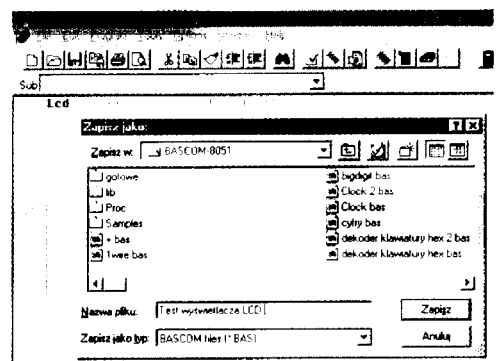 Help
Sub
Lcd
Zapisz jako:
Zapisz w: BASCOM-8051
gotowe
lib
Proc
Samples
+ bas
1wire bas
bigdigit bas
Clock 2 bas
Clock bas
cyfry bas
dekoder klawiatury hex 2 bas
dekoder klawiatury hex bas
Nazwa pliku: Test wyswietlacza LCD
Zapisz
Zapisz jako typ: BASCOM files (*.BAS)
Anuluj